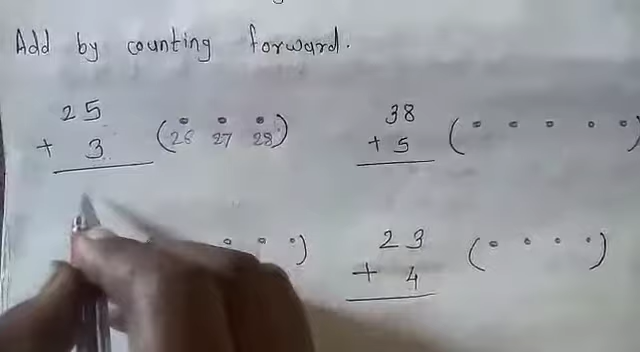 Add by counting forward.
25
+ 3 (26 27 28)
38
+ 5 ( )
)
23
+ 4 ( )